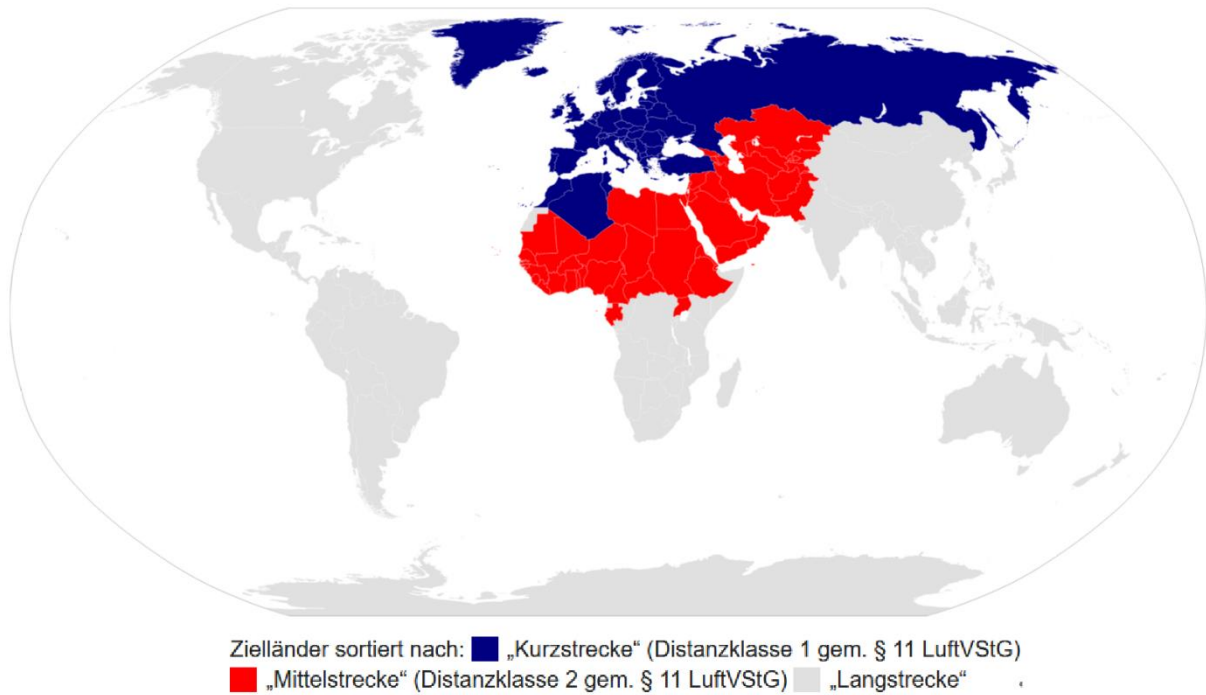 Zielländer sortiert nach: „Kurzstrecke“ (Distanzklasse 1 gem. § 11 LuftVStG)
„Mittelstrecke“ (Distanzklasse 2 gem. § 11 LuftVStG) „Langstrecke“